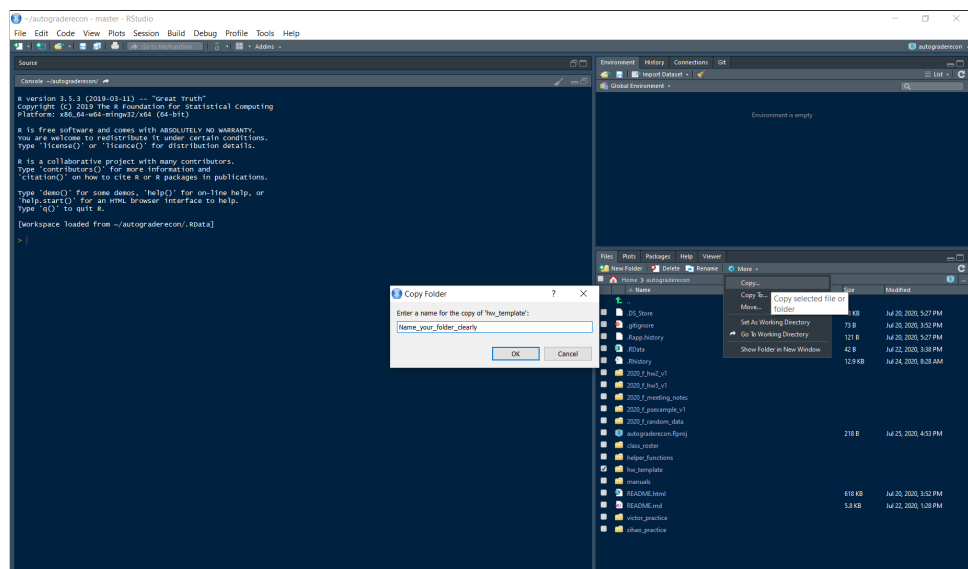 ~/autograderecon - master - RStudio
File Edit Code View Plots Session Build Debug Profile Tools Help
Go to file/function
Addins
autograderecon
Source
Console ~/autograderecon/
R version 3.5.3 (2019-03-11) -- "Great Truth"
Copyright (C) 2019 The R Foundation for Statistical Computing
Platform: x86_64-w64-mingw32/x64 (64-bit)
R is free software and comes with ABSOLUTELY NO WARRANTY.
You are welcome to redistribute it under certain conditions.
Type 'license()' or 'licence()' for distribution details.
R is a collaborative project with many contributors.
Type 'contributors()' for more information and
'citation()' on how to cite R or R packages in publications.
Type 'demo()' for some demos, 'help()' for on-line help, or
'help.start()' for an HTML browser interface to help.
Type 'q()' to quit R.
[Workspace loaded from ~/autograderecon/.RData]
>
Copy Folder ? X
Enter a name for the copy of 'hw_template':
Name_your_folder_clearly
OK Cancel
Environment History Connections Git
Import Dataset List
Global Environment
Environment is empty
Files Plots Packages Help Viewer
New Folder Delete Rename More
Home > autograderecon
Name Size Modified
Copy...
Copy To...
Move...
Set As Working Directory
Go To Working Directory
Show Folder in New Window
Copy selected file or
folder
..
.DS_Store KB Jul 20, 2020, 5:27 PM
.gitignore 73 B Jul 20, 2020, 3:52 PM
.Rapp.history 121 B Jul 20, 2020, 5:27 PM
.RData 42 B Jul 22, 2020, 3:38 PM
.Rhistory 12.9 KB Jul 24, 2020, 8:28 AM
2020_f_hw2_v1
2020_f_hw5_v1
2020_f_meeting_notes
2020_f_psexample_v1
2020_f_random_data
autograderecon.Rproj 218 B Jul 25, 2020, 4:53 PM
class_roster
helper_functions
hw_template
manuals
README.html 618 KB Jul 20, 2020, 3:52 PM
README.md 5.8 KB Jul 22, 2020, 1:28 PM
victor_practice
zihao_practice